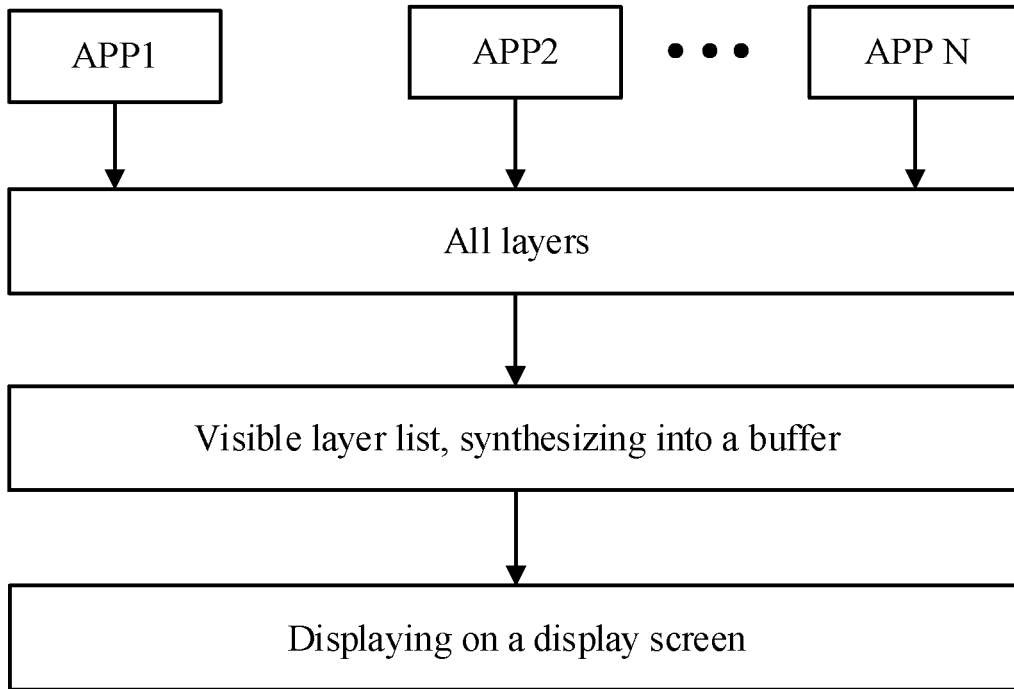 APP1
APP2
APP N
All layers
Visible layer list, synthesizing into a buffer
Displaying on a display screen